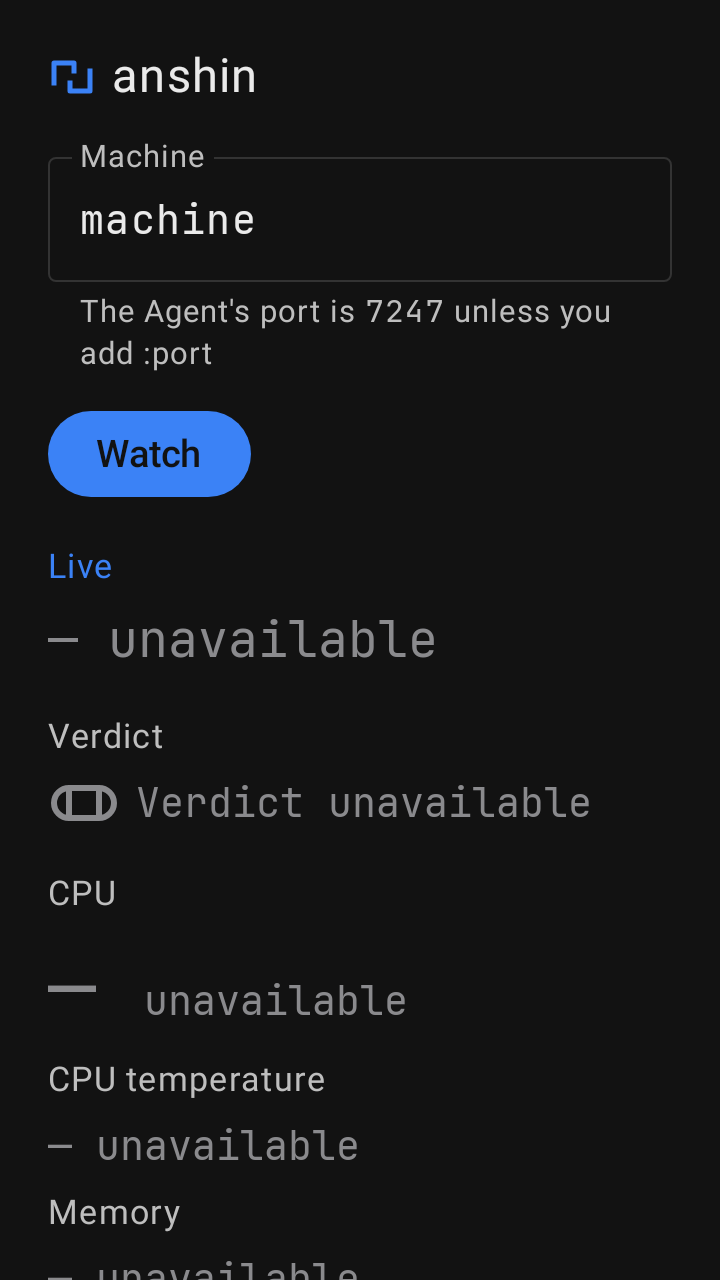 anshin
Machine
machine
The Agent's port is 7247 unless you
add :port
Watch
Live
— unavailable
Verdict
Verdict unavailable
CPU
— unavailable
CPU temperature
— unavailable
Memory
— unavailable